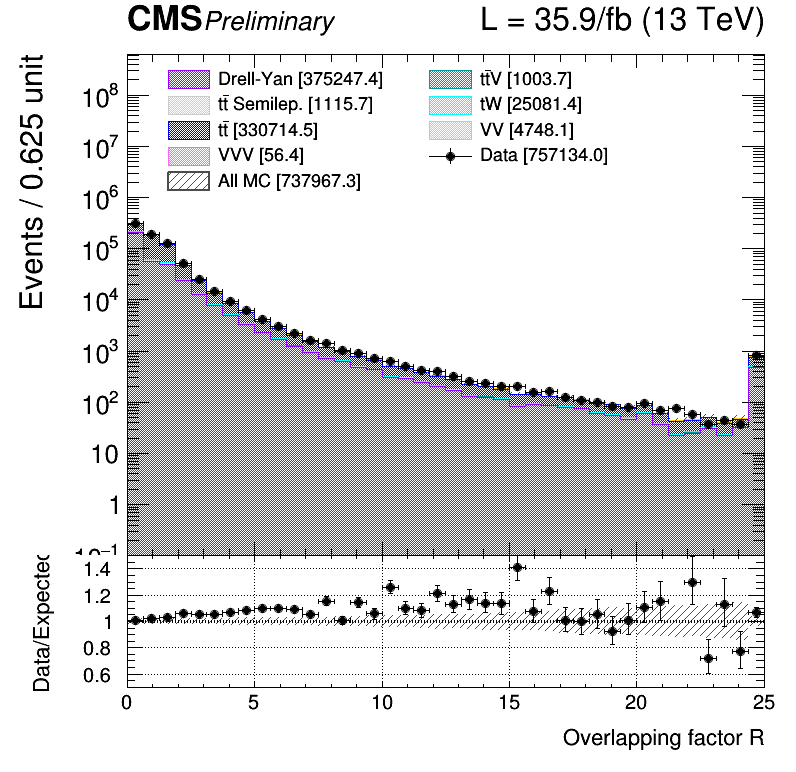 CMS Preliminary L = 35.9/fb (13 TeV)
Events / 0.625 unit
Drell-Yan [375247.4]
tt̄ Semilep. [1115.7]
tt̄ [330714.5]
VVV [56.4]
All MC [737967.3]
tt̄V [1003.7]
tW [25081.4]
VV [4748.1]
Data [757134.0]
10⁸
10⁷
10⁶
10⁵
10⁴
10³
10²
10
1
10⁻¹
Data/Expected
1.4
1.2
1
0.8
0.6
0 5 10 15 20 25
Overlapping factor R